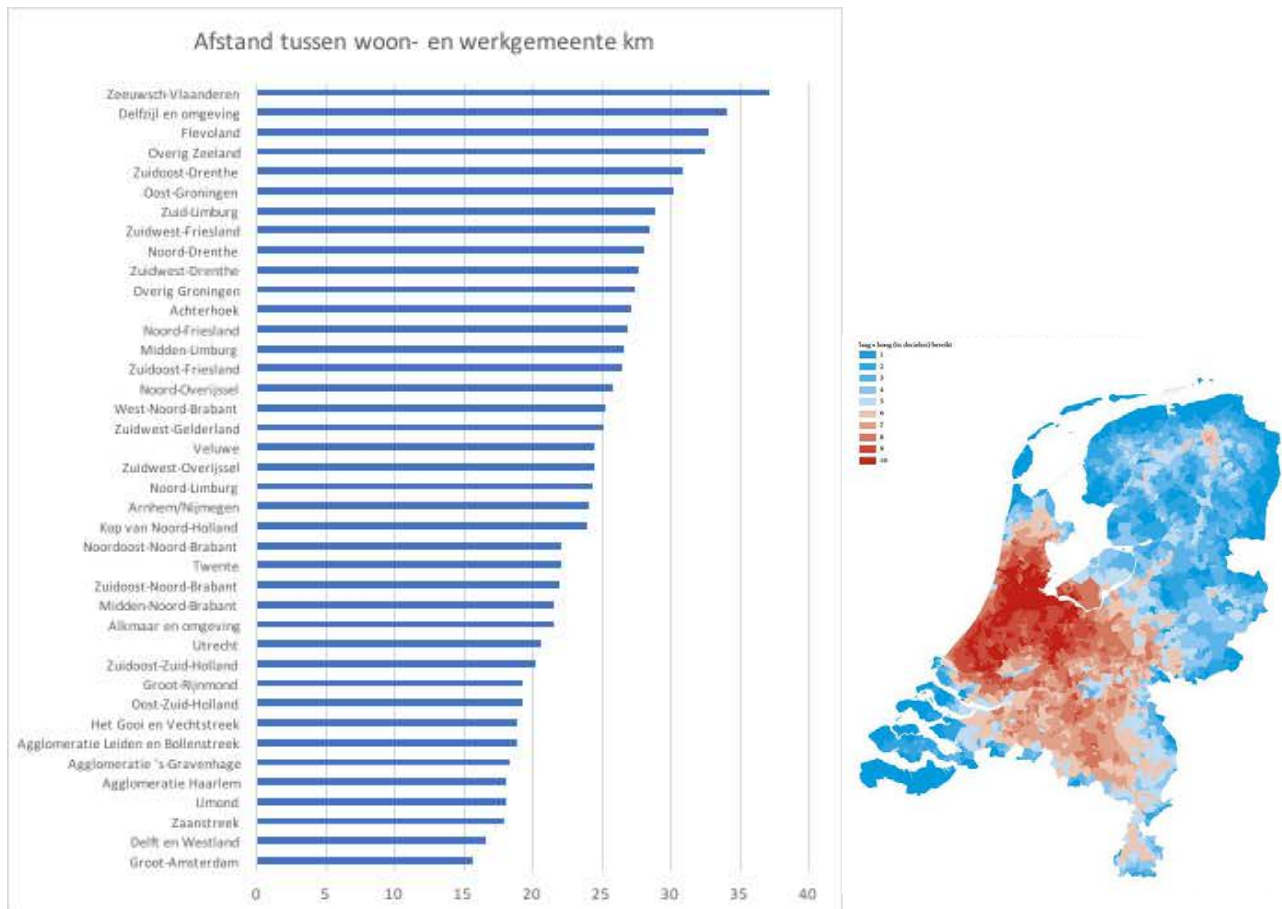 Afstand tussen woon- en werkgemeente km
Zeeuwsch-Vlaanderen
Delfzijl en omgeving
Flevoland
Overig Zeeland
Zuidoost-Drenthe
Oost-Groningen
Zuid-Limburg
Zuidwest-Friesland
Noord-Drenthe
Zuidwest-Drenthe
Overig Groningen
Achterhoek
Noord-Friesland
Midden-Limburg
Zuidoost-Friesland
Noord-Overijssel
West-Noord-Brabant
Zuidwest-Gelderland
Veluwe
Zuidwest-Overijssel
Noord-Limburg
Arnhem/Nijmegen
Kop van Noord-Holland
Noordoost-Noord-Brabant
Twente
Zuidoost-Noord-Brabant
Midden-Noord-Brabant
Alkmaar en omgeving
Utrecht
Zuidoost-Zuid-Holland
Groot-Rijnmond
Oost-Zuid-Holland
Het Gooi en Vechtstreek
Agglomeratie Leiden en Bollenstreek
Agglomeratie 's-Gravenhage
Agglomeratie Haarlem
IJmond
Zaanstreek
Delft en Westland
Groot-Amsterdam
0 5 10 15 20 25 30 35 40
laag » hoog (in decielen) bereikt
1
2
3
4
5
6
7
8
9
10